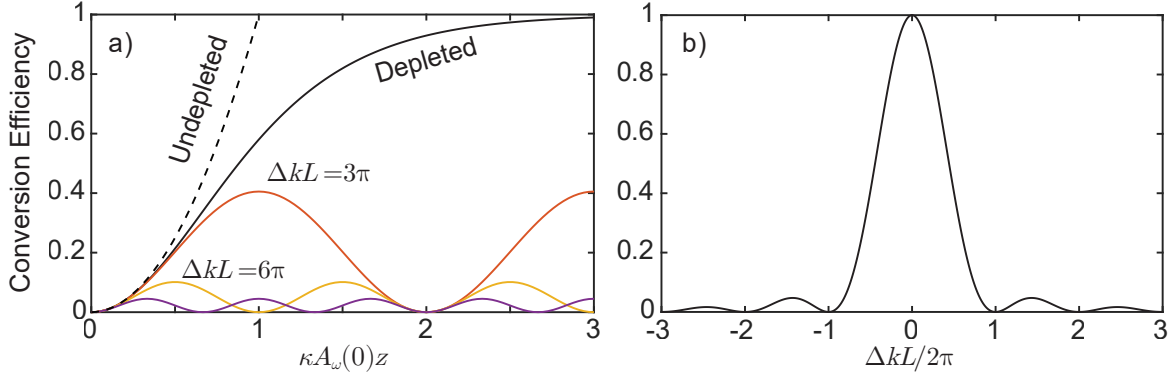 a)
Conversion Efficiency
1
0.8
0.6
0.4
0.2
0
Undepleted
Depleted
ΔkL=3π
ΔkL=6π
0 1 2 3
κA_ω(0)z
b)
1
0.8
0.6
0.4
0.2
0
-3 -2 -1 0 1 2 3
ΔkL/2π